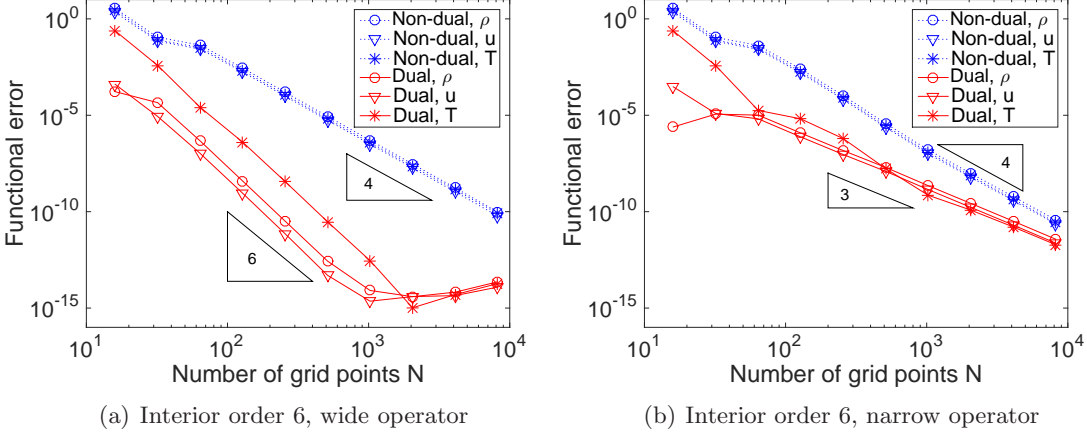 Functional error
10^0
10^-5
10^-10
10^-15
Non-dual, ρ
Non-dual, u
Non-dual, T
Dual, ρ
Dual, u
Dual, T
4
6
10^1
10^2
10^3
10^4
Number of grid points N
(a) Interior order 6, wide operator
Functional error
10^0
10^-5
10^-10
10^-15
Non-dual, ρ
Non-dual, u
Non-dual, T
Dual, ρ
Dual, u
Dual, T
4
3
10^1
10^2
10^3
10^4
Number of grid points N
(b) Interior order 6, narrow operator